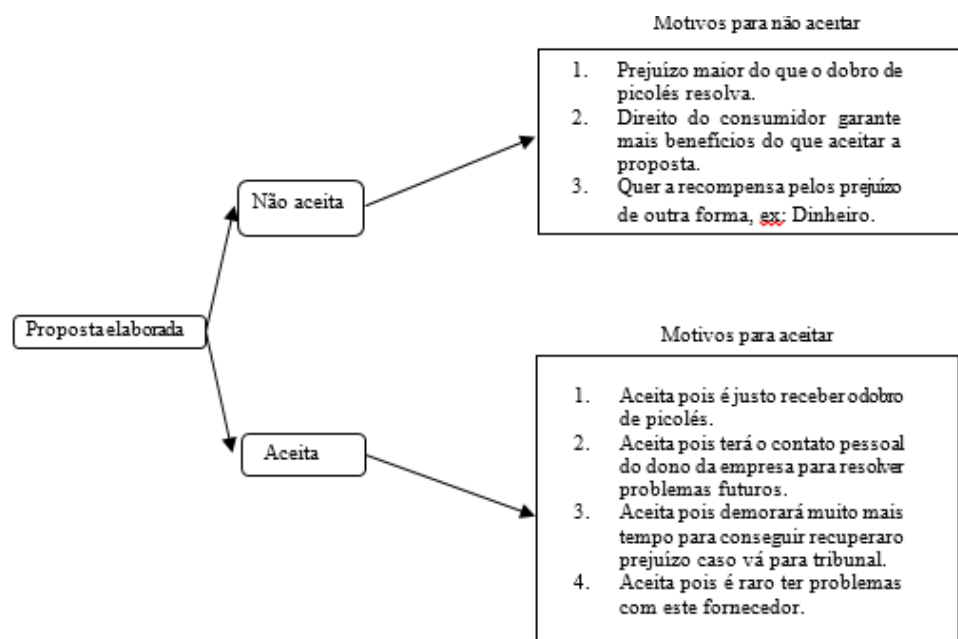 Motivos para não aceitar
1. Prejuízo maior do que o dobro de
picolés resolva.
2. Direito do consumidor garante
mais benefícios do que aceitar a
proposta.
3. Quer a recompensa pelos prejuízo
de outra forma, ex: Dinheiro.
Não aceita
Proposta elaborada
Aceita
Motivos para aceitar
1. Aceita pois é justo receber o dobro
de picolés.
2. Aceita pois terá o contato pessoal
do dono da empresa para resolver
problemas futuros.
3. Aceita pois demorará muito mais
tempo para conseguir recuperar o
prejuízo caso vá para tribunal.
4. Aceita pois é raro ter problemas
com este fornecedor.